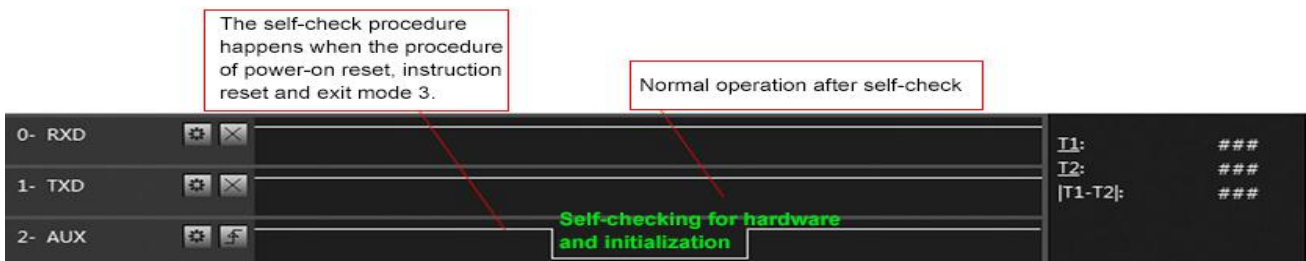 The self-check procedure
happens when the procedure
of power-on reset, instruction
reset and exit mode 3.
Normal operation after self-check
0- RXD
1- TXD
2- AUX
Self-checking for hardware
and initialization
T1: ###
T2: ###
|T1-T2|: ###